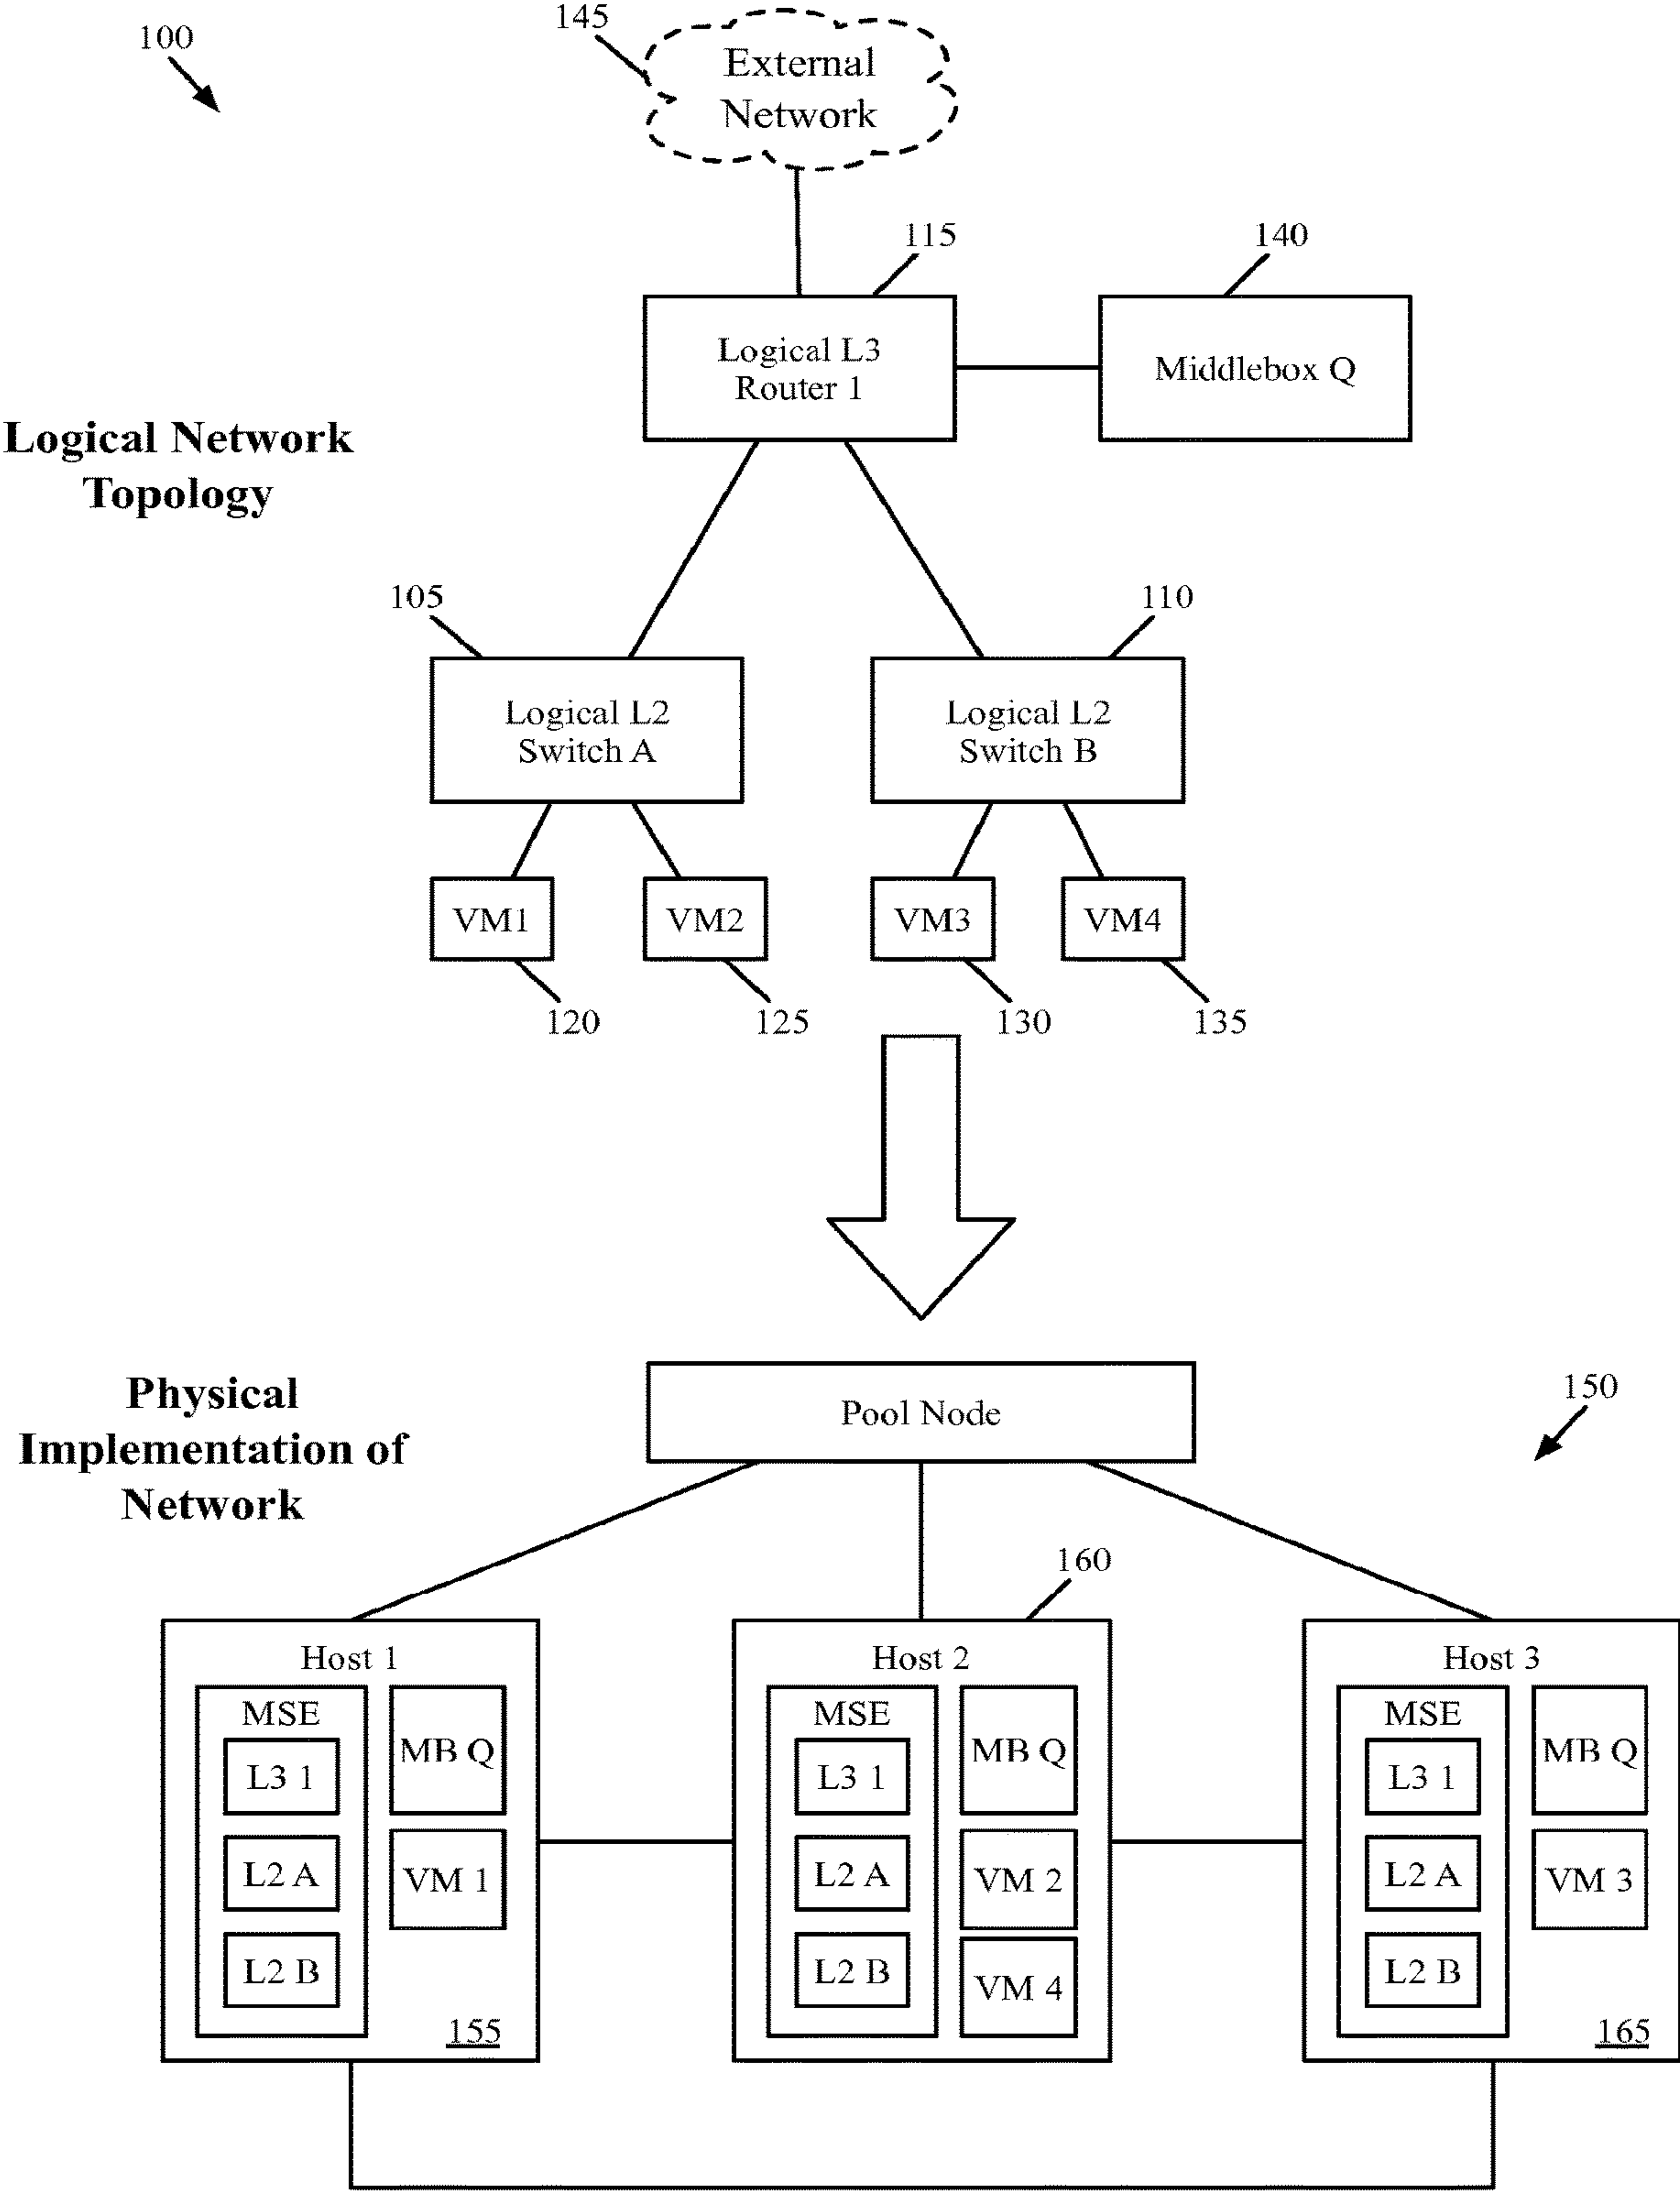 145
100
External
Network
115
140
Logical L3
Router 1
Middlebox Q
Logical Network
Topology
105
110
Logical L2
Switch A
Logical L2
Switch B
VM1
VM2
VM3
VM4
120
125
130
135
Physical
Implementation of
Network
Pool Node
150
160
Host 1
MSE
L3 1
L2 A
L2 B
MB Q
VM 1
155
Host 2
MSE
L3 1
L2 A
L2 B
MB Q
VM 2
VM 4
Host 3
MSE
L3 1
L2 A
L2 B
MB Q
VM 3
165